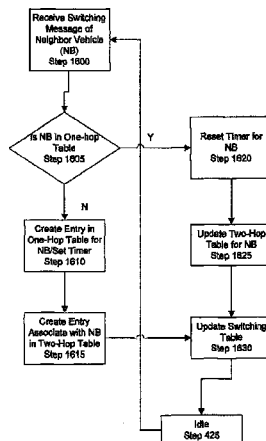 Receive Switching
Message of
Neighbor Vehicle
(NB)
Step 1600
Is NB in One-hop
Table
Step 1605
Y
N
Reset Timer for
NB
Step 1620
Create Entry in
One-Hop Table for
NB/Set Timer
Step 1610
Update Two-Hop
Table for NB
Step 1625
Create Entry
Associate with NB
in Two-Hop Table
Step 1615
Update Switching
Table
Step 1630
Idle
Step 425